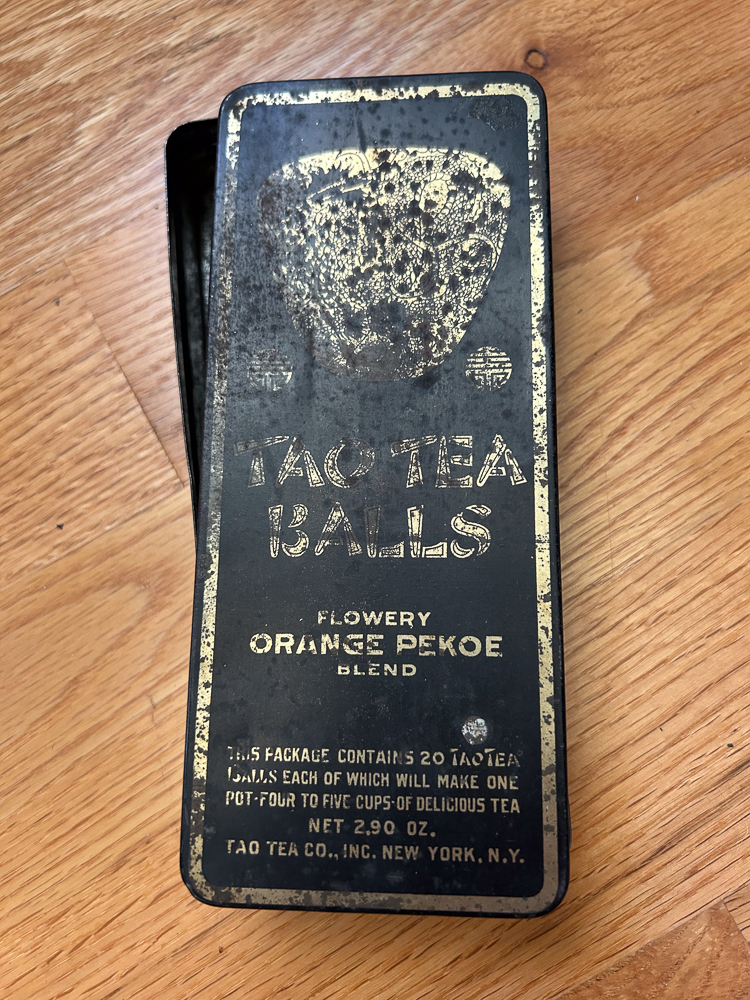 TAO TEA
BALLS
FLOWERY
ORANGE PEKOE
BLEND
THIS PACKAGE CONTAINS 20 TAO TEA
BALLS EACH OF WHICH WILL MAKE ONE
POT-FOUR TO FIVE CUPS-OF DELICIOUS TEA
NET 2.90 OZ.
TAO TEA CO., INC. NEW YORK, N.Y.